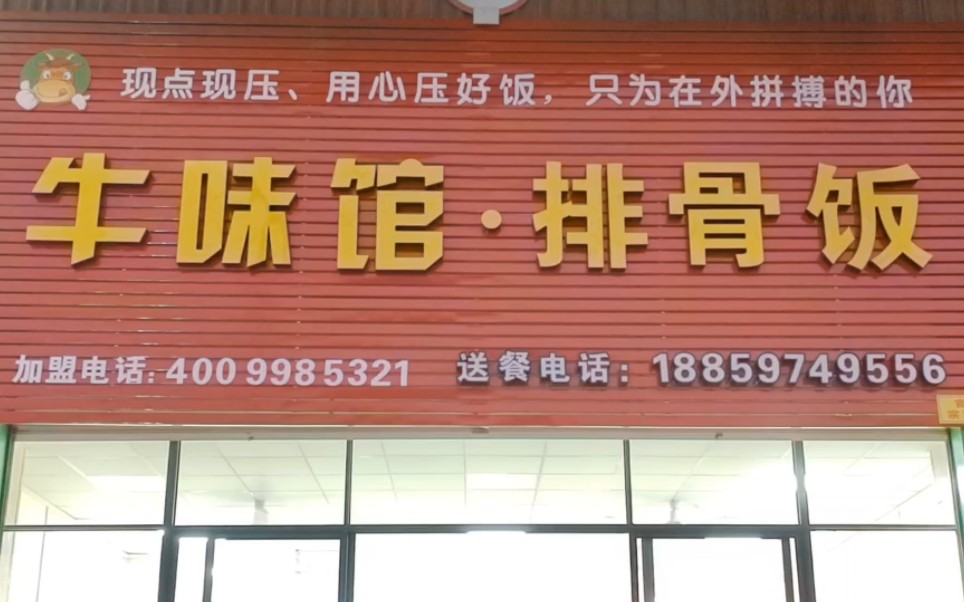 现点现压、用心压好饭，只为在外拼搏的你
牛味馆·排骨饭
加盟电话：400 9985321 送餐电话：18859749556